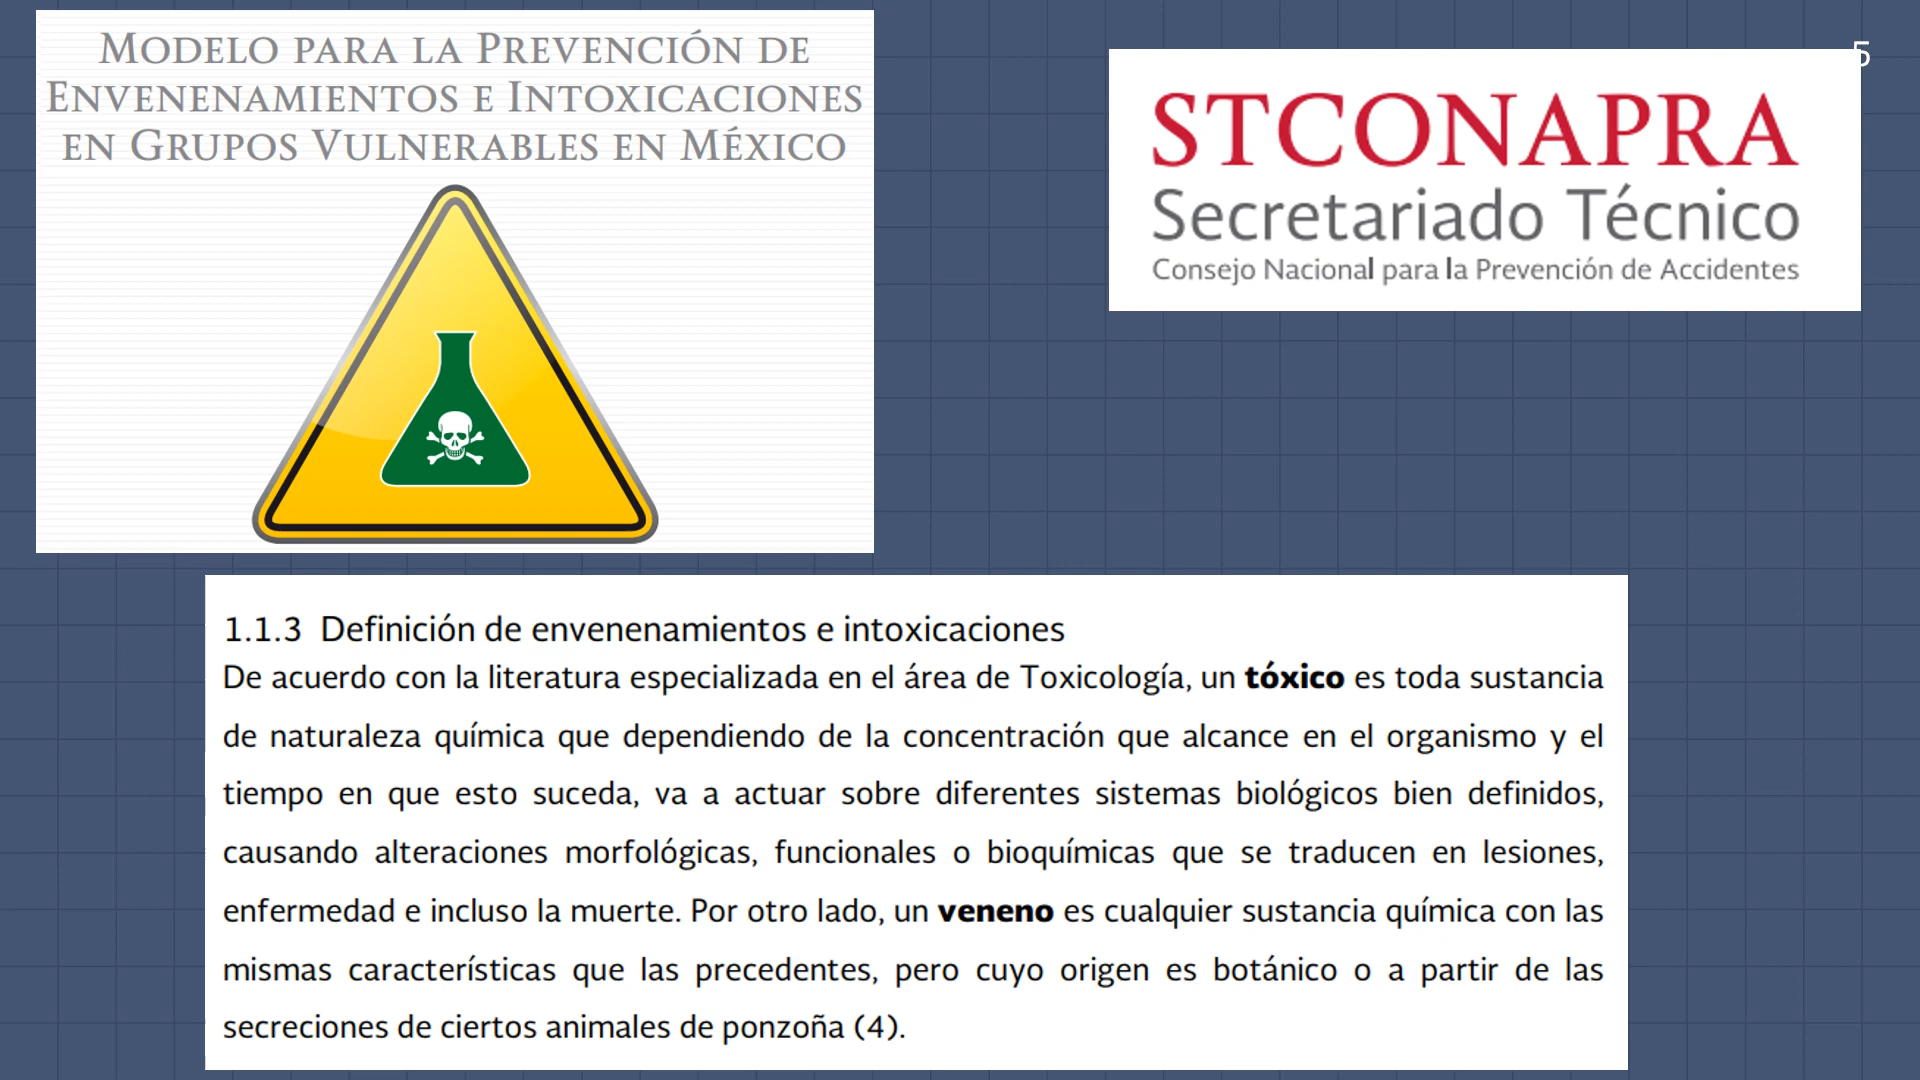 MODELO PARA LA PREVENCIÓN DE
ENVENENAMIENTOS E INTOXICACIONES
EN GRUPOS VULNERABLES EN MÉXICO
5
STCONAPRA
Secretariado Técnico
Consejo Nacional para la Prevención de Accidentes
1.1.3 Definición de envenenamientos e intoxicaciones
De acuerdo con la literatura especializada en el área de Toxicología, un tóxico es toda sustancia
de naturaleza química que dependiendo de la concentración que alcance en el organismo y el
tiempo en que esto suceda, va a actuar sobre diferentes sistemas biológicos bien definidos,
causando alteraciones morfológicas, funcionales o bioquímicas que se traducen en lesiones,
enfermedad e incluso la muerte. Por otro lado, un veneno es cualquier sustancia química con las
mismas características que las precedentes, pero cuyo origen es botánico o a partir de las
secreciones de ciertos animales de ponzoña (4).